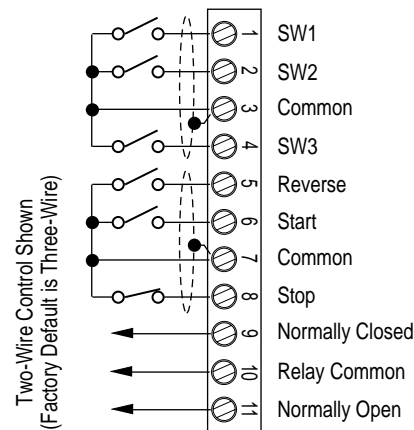 1 SW1
2 SW2
3 Common
4 SW3
5 Reverse
6 Start
7 Common
8 Stop
9 Normally Closed
10 Relay Common
11 Normally Open
Two-Wire Control Shown
(Factory Default is Three-Wire)